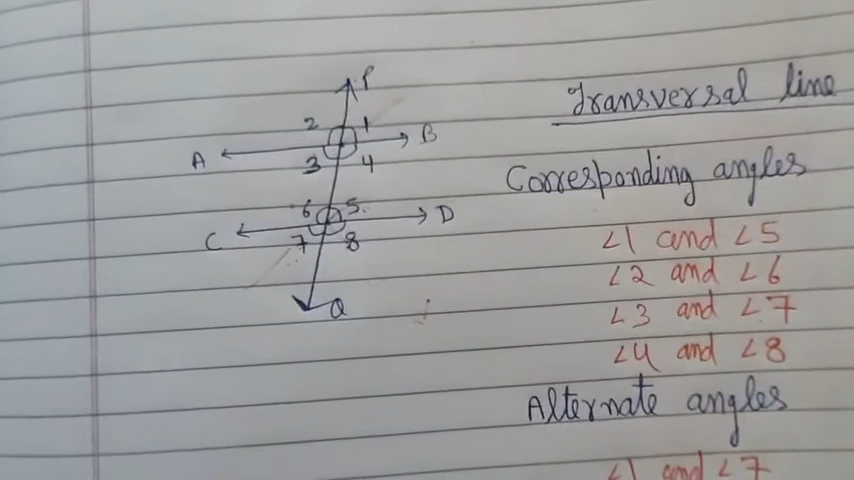 P
2 1
A B
3 4
6 5
C D
7 8
Q
Transversal line
Corresponding angles
∠1 and ∠5
∠2 and ∠6
∠3 and ∠7
∠4 and ∠8
Alternate angles
∠1 and ∠7